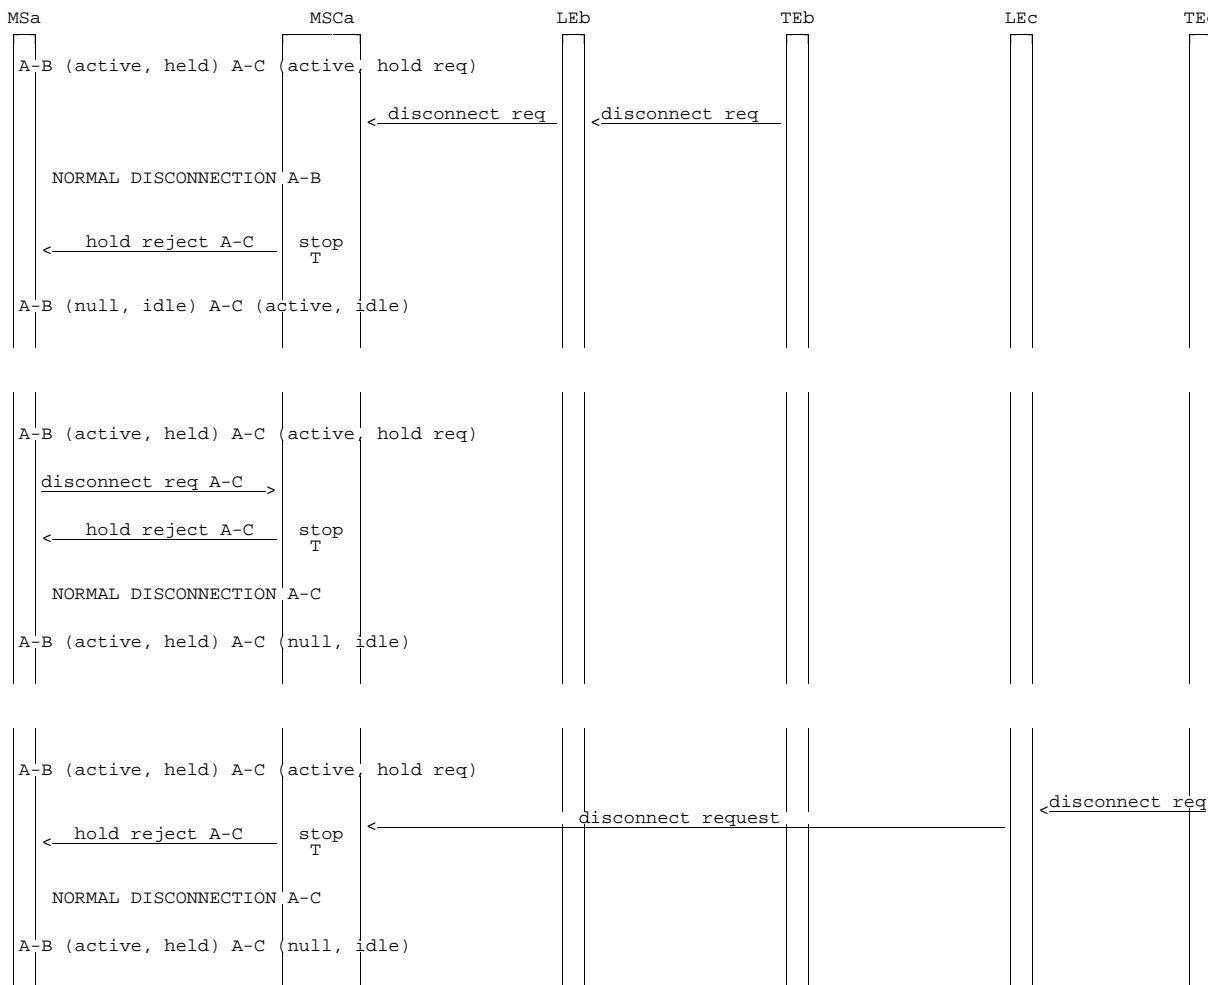 MSa MSCa LEb TEb LEc TEc
A-B (active, held) A-C (active, hold req)
disconnect req disconnect req
NORMAL DISCONNECTION A-B
hold reject A-C stop
T
A-B (null, idle) A-C (active, idle)
A-B (active, held) A-C (active, hold req)
disconnect req A-C
hold reject A-C stop
T
NORMAL DISCONNECTION A-C
A-B (active, held) A-C (null, idle)
A-B (active, held) A-C (active, hold req)
disconnect req
disconnect request
hold reject A-C stop
T
NORMAL DISCONNECTION A-C
A-B (active, held) A-C (null, idle)